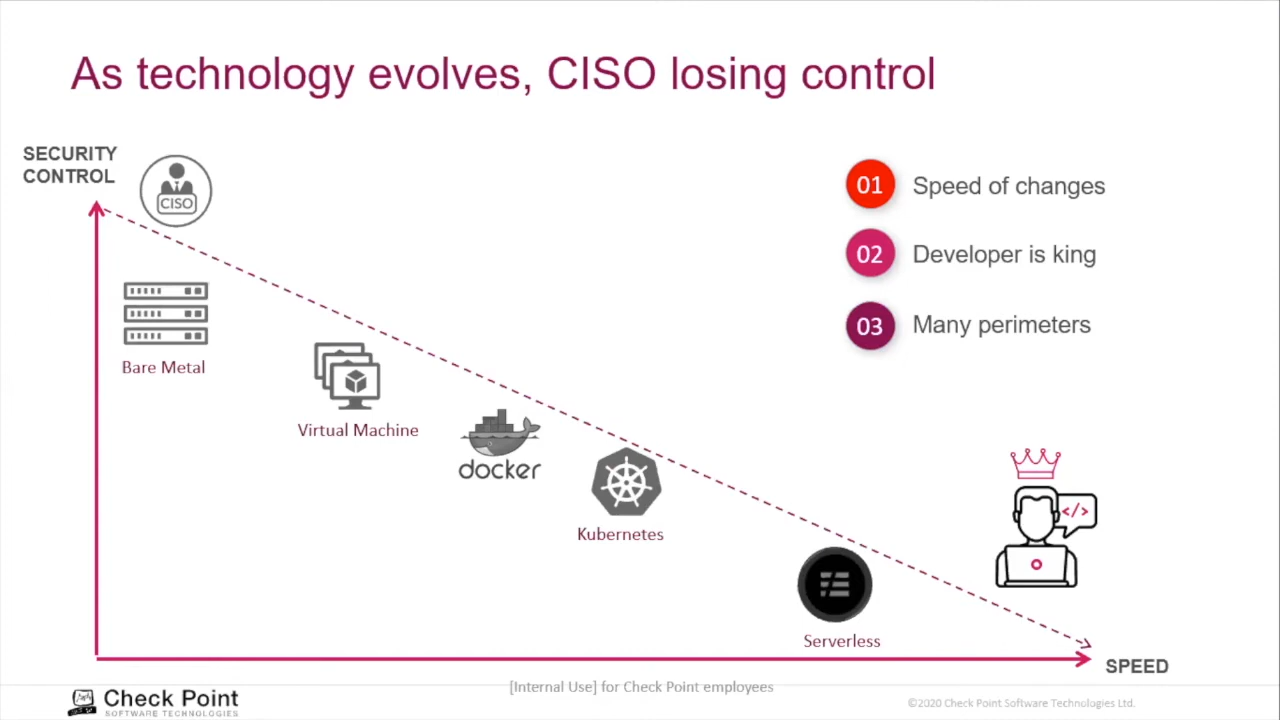 As technology evolves, CISO losing control
SECURITY
CONTROL
CISO
01 Speed of changes
02 Developer is king
03 Many perimeters
Bare Metal
Virtual Machine
docker
Kubernetes
</>
Serverless
SPEED
Check Point
SOFTWARE TECHNOLOGIES
[Internal Use] for Check Point employees
©2020 Check Point Software Technologies Ltd.